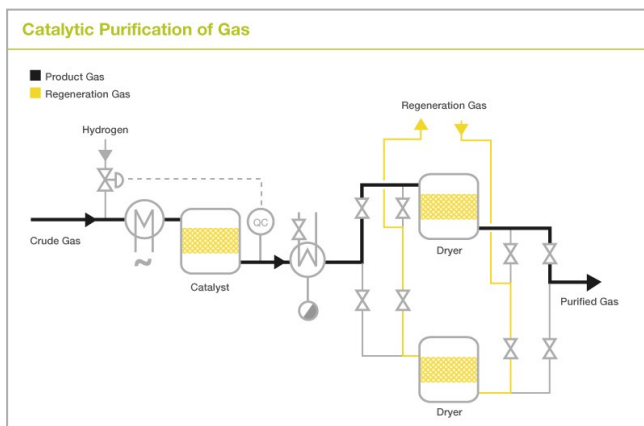 Catalytic Purification of Gas
Product Gas
Regeneration Gas
Regeneration Gas
Hydrogen
QC
Crude Gas
Catalyst
Dryer
Purified Gas
Dryer